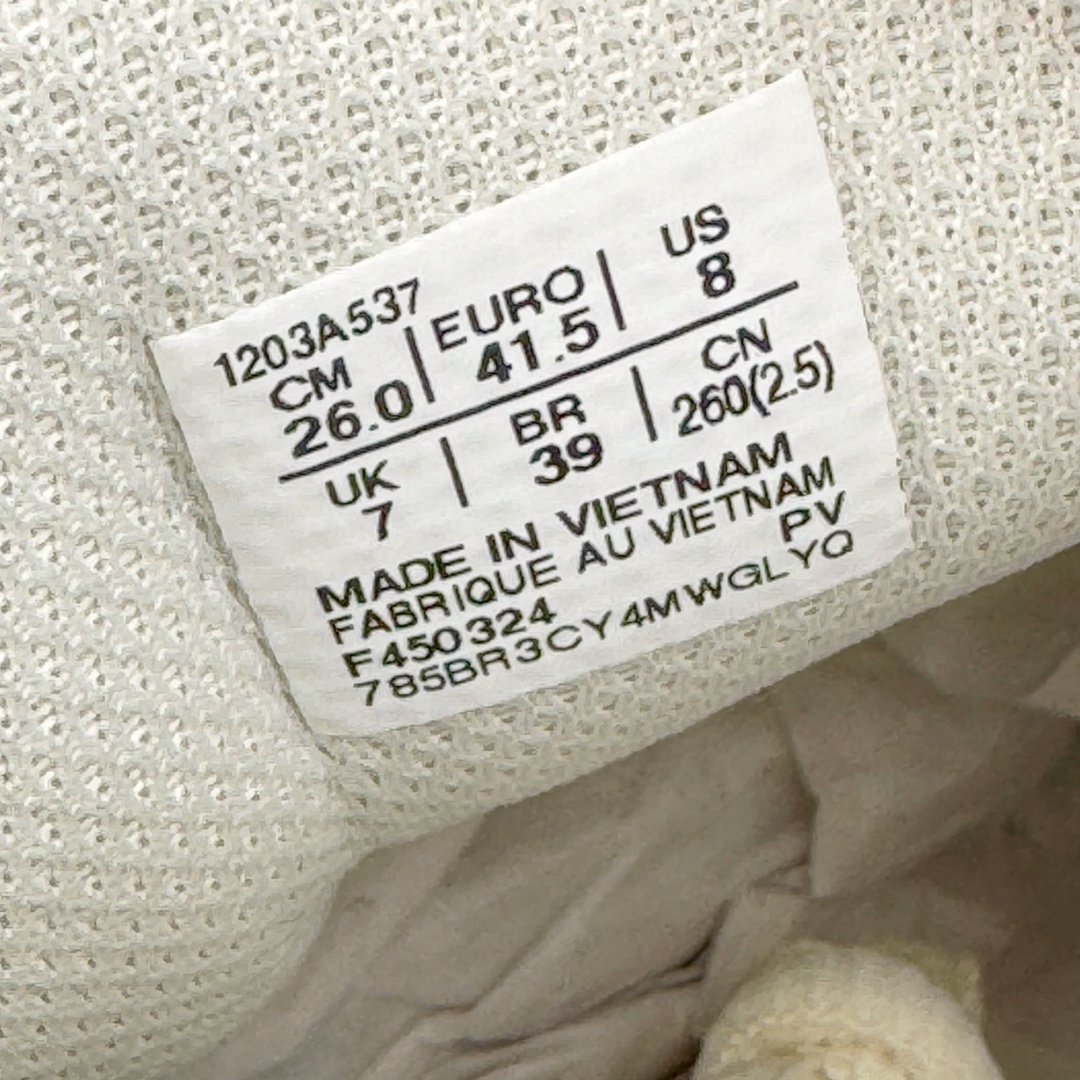 1203A537
CM | EURO | US
26.0 | 41.5 | 8
UK | BR | CN
7 | 39 | 260(2.5)
MADE IN VIETNAM
FABRIQUE AU VIETNAM
F450324 PV
785BR3CY4MWGLYQ